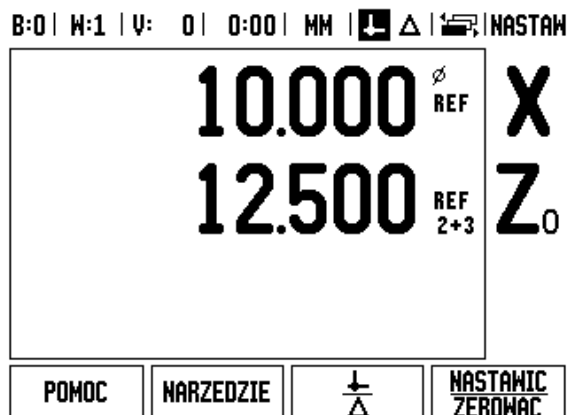 B:0 | W:1 | V: 0 | 0:00 | MM | NASTAW
10.000 Ø REF X
12.500 REF 2+3 Z0
POMOC NARZEDZIE NASTAWIC ZEROWAC